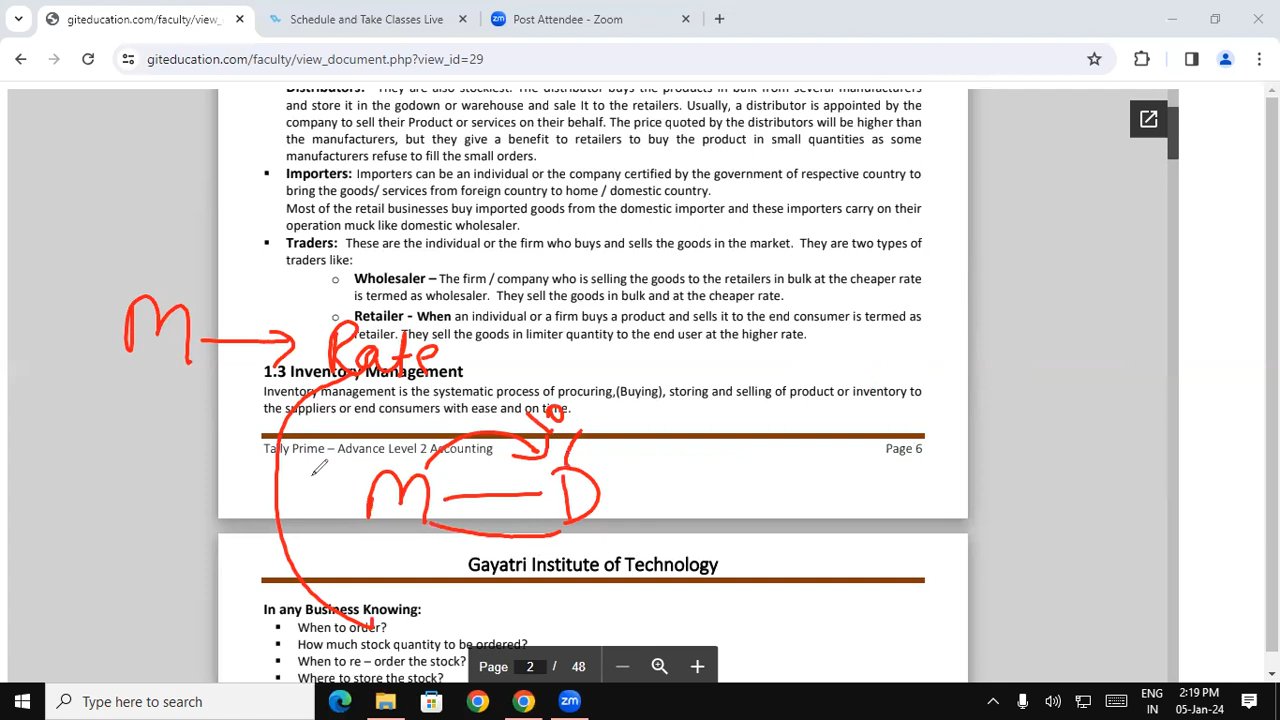 giteducation.com/faculty/view_
Schedule and Take Classes Live
Post Attendee - Zoom
giteducation.com/faculty/view_document.php?view_id=29
Distributors: They are also stockiest. The distributor buys the products in bulk from several manufacturers
and store it in the godown or warehouse and sale It to the retailers. Usually, a distributor is appointed by the
company to sell their Product or services on their behalf. The price quoted by the distributors will be higher than
the manufacturers, but they give a benefit to retailers to buy the product in small quantities as some
manufacturers refuse to fill the small orders.
▪ Importers: Importers can be an individual or the company certified by the government of respective country to
bring the goods/ services from foreign country to home / domestic country.
Most of the retail businesses buy imported goods from the domestic importer and these importers carry on their
operation muck like domestic wholesaler.
▪ Traders: These are the individual or the firm who buys and sells the goods in the market. They are two types of
traders like:
o Wholesaler – The firm / company who is selling the goods to the retailers in bulk at the cheaper rate
is termed as wholesaler. They sell the goods in bulk and at the cheaper rate.
o Retailer - When an individual or a firm buys a product and sells it to the end consumer is termed as
retailer. They sell the goods in limiter quantity to the end user at the higher rate.
M → Rate
1.3 Inventory Management
Inventory management is the systematic process of procuring,(Buying), storing and selling of product or inventory to
the suppliers or end consumers with ease and on time.
Tally Prime – Advance Level 2 Accounting
Page 6
M — D
Gayatri Institute of Technology
In any Business Knowing:
▪ When to order?
▪ How much stock quantity to be ordered?
▪ When to re – order the stock?
▪ Where to store the stock?
Page 2 / 48
Type here to search
ENG
IN
2:19 PM
05-Jan-24